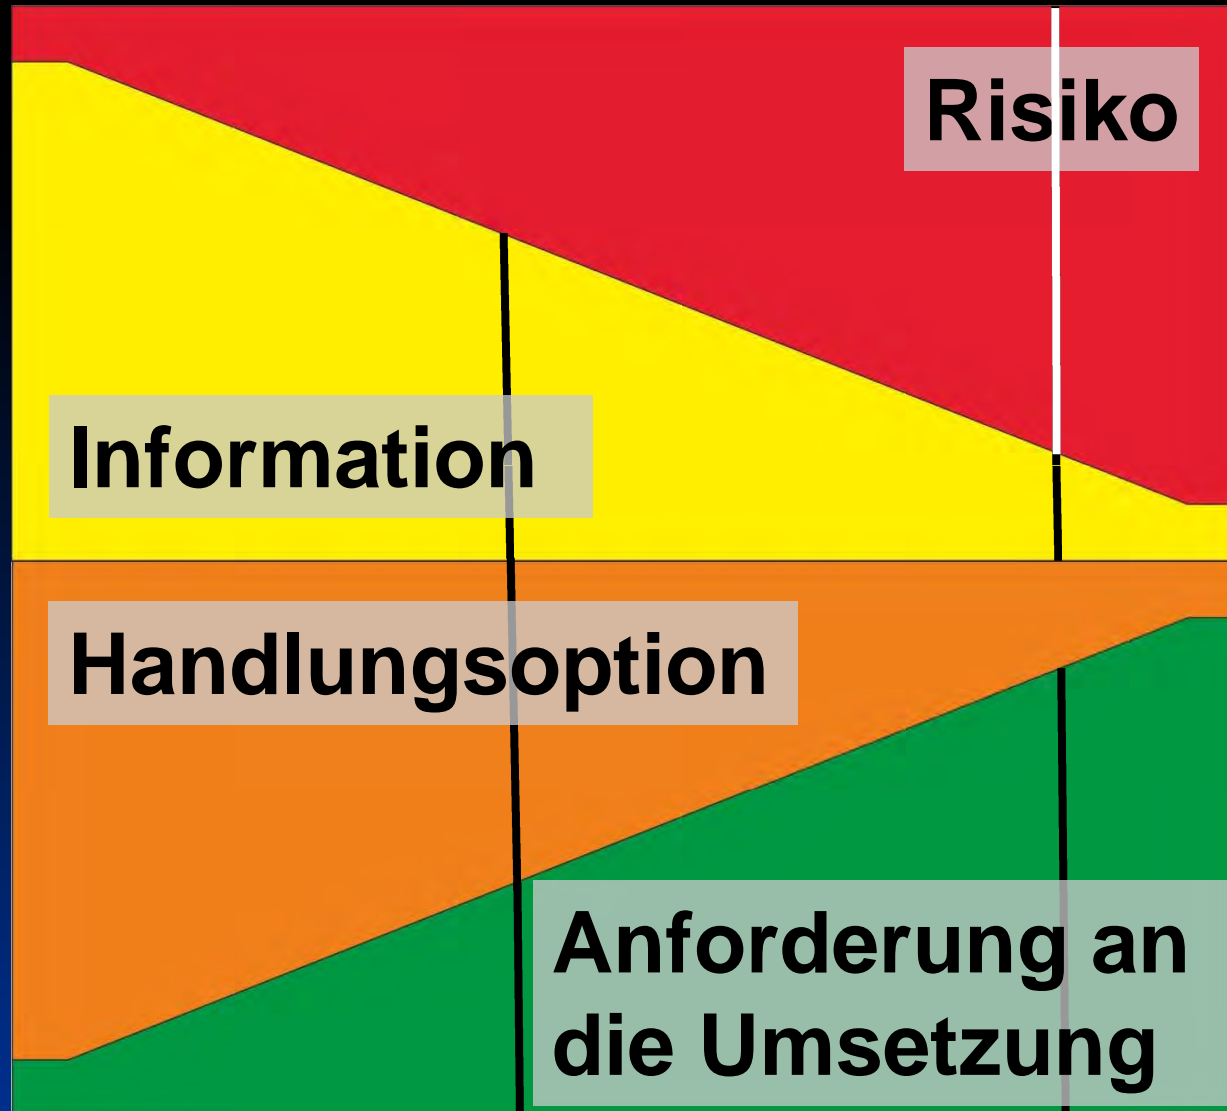 Risiko
Information
Handlungsoption
Anforderung an
die Umsetzung